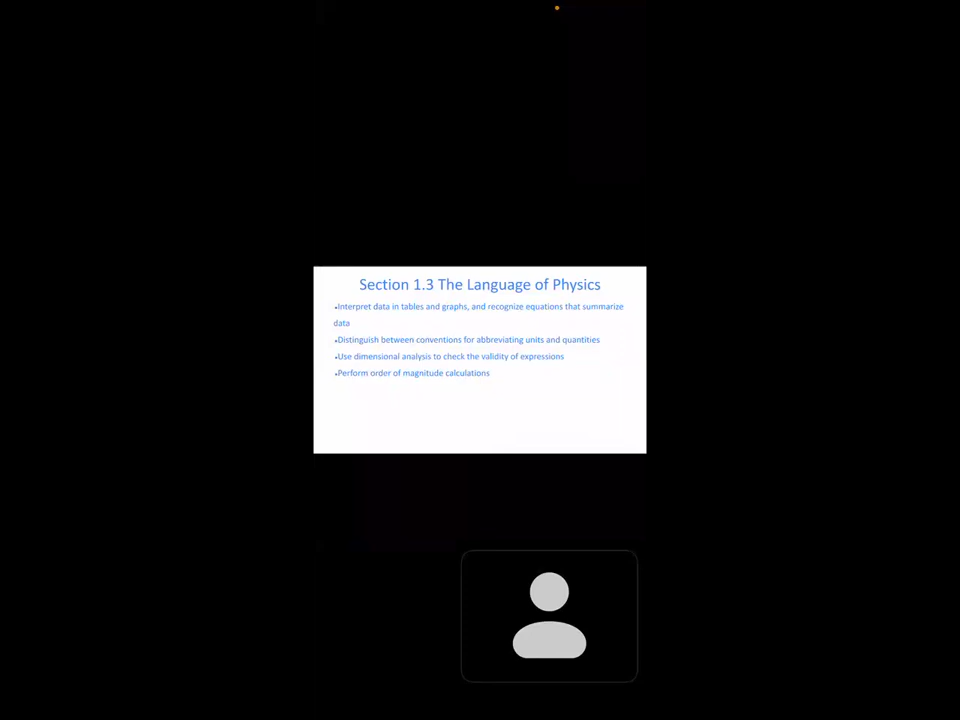 Section 1.3 The Language of Physics
•Interpret data in tables and graphs, and recognize equations that summarize
data
•Distinguish between conventions for abbreviating units and quantities
•Use dimensional analysis to check the validity of expressions
•Perform order of magnitude calculations